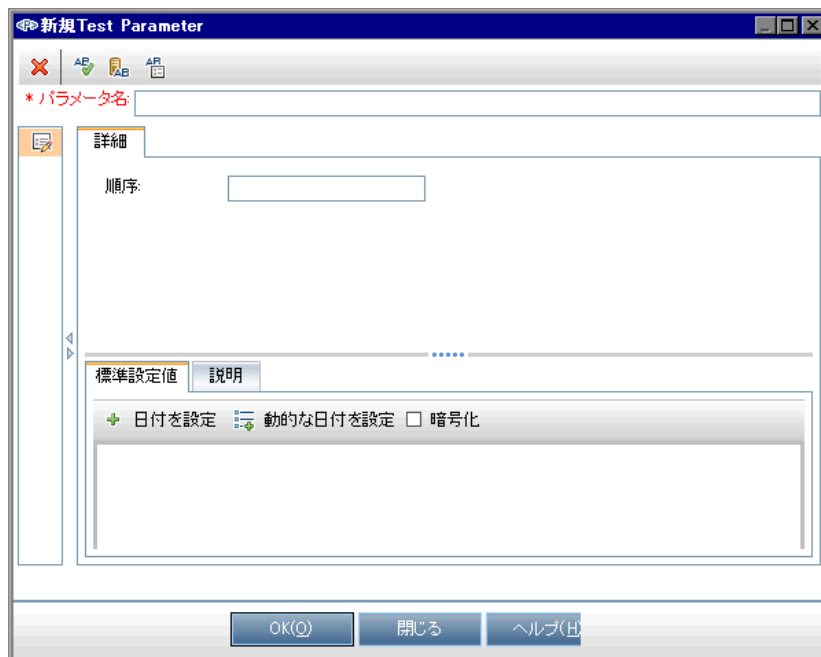 新規Test Parameter
* パラメータ名:
詳細
順序:
標準設定値 説明
日付を設定 動的な日付を設定 暗号化
OK(O) 閉じる ヘルプ(H)